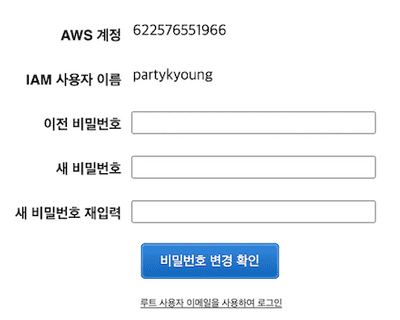 AWS 계정 622576551966
IAM 사용자 이름 partykyoung
이전 비밀번호
새 비밀번호
새 비밀번호 재입력
비밀번호 변경 확인
루트 사용자 이메일을 사용하여 로그인